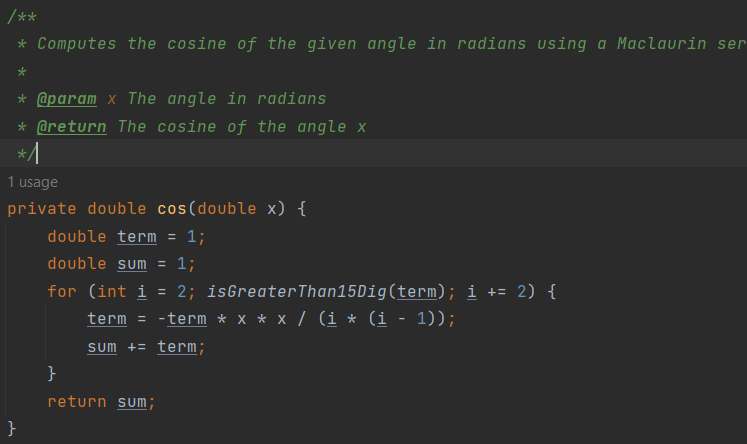 /**
 * Computes the cosine of the given angle in radians using a Maclaurin ser
 *
 * @param x The angle in radians
 * @return The cosine of the angle x
 */
1 usage
private double cos(double x) {
    double term = 1;
    double sum = 1;
    for (int i = 2; isGreaterThan15Dig(term); i += 2) {
        term = -term * x * x / (i * (i - 1));
        sum += term;
    }
    return sum;
}